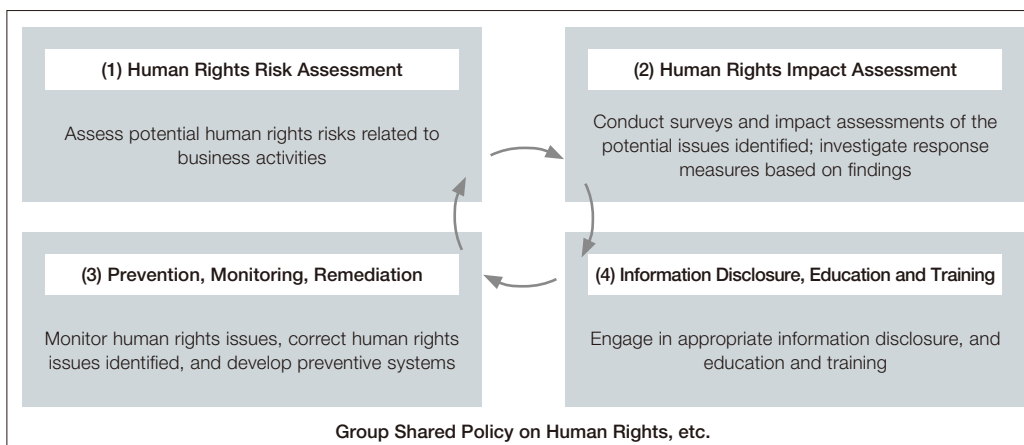 (1) Human Rights Risk Assessment
Assess potential human rights risks related to
business activities
(2) Human Rights Impact Assessment
Conduct surveys and impact assessments of the
potential issues identified; investigate response
measures based on findings
(3) Prevention, Monitoring, Remediation
Monitor human rights issues, correct human rights
issues identified, and develop preventive systems
(4) Information Disclosure, Education and Training
Engage in appropriate information disclosure, and
education and training
Group Shared Policy on Human Rights, etc.